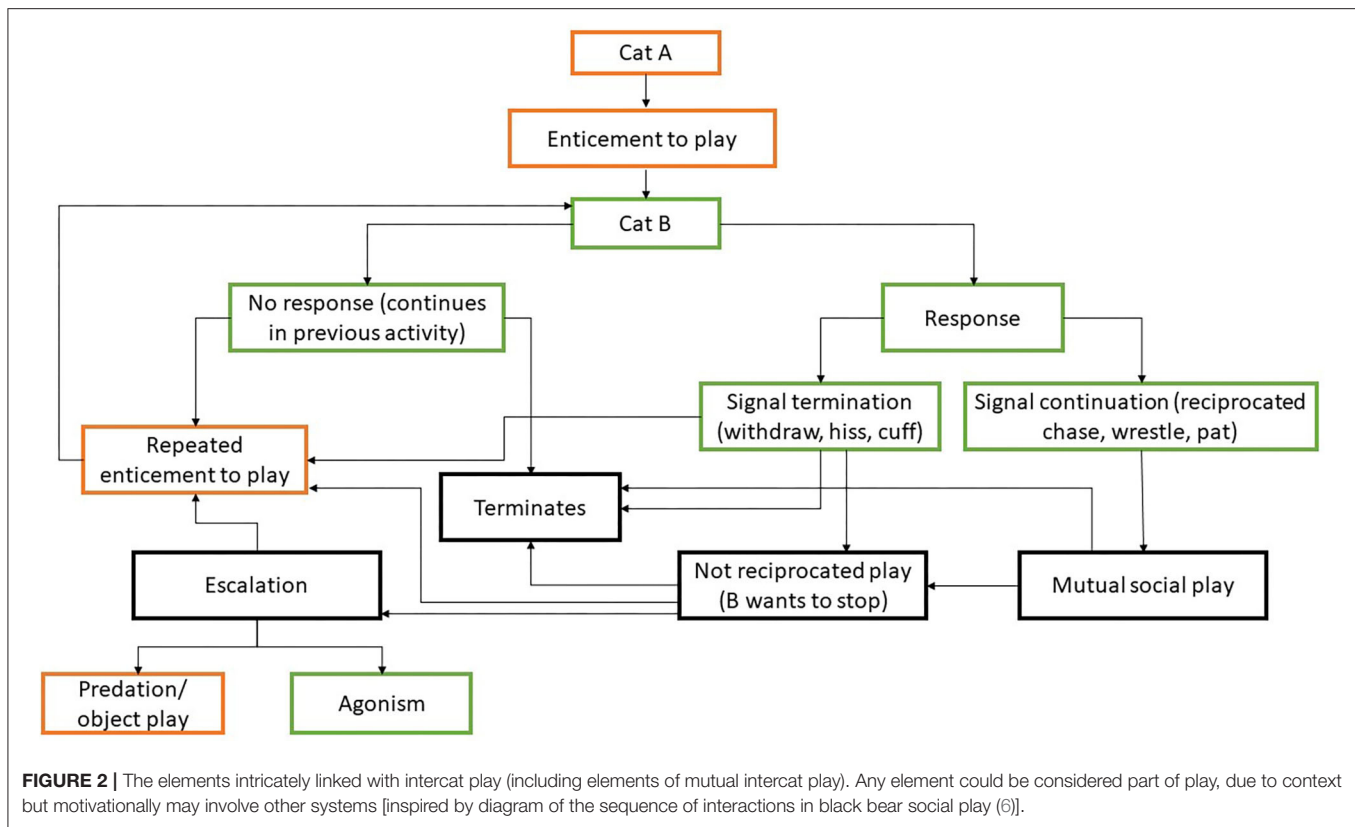 Cat A
Enticement to play
Cat B
No response (continues
in previous activity)
Response
Signal termination
(withdraw, hiss, cuff)
Signal continuation (reciprocated
chase, wrestle, pat)
Repeated
enticement to play
Terminates
Escalation
Not reciprocated play
(B wants to stop)
Mutual social play
Predation/
object play
Agonism
FIGURE 2 | The elements intricately linked with intercat play (including elements of mutual intercat play). Any element could be considered part of play, due to context
but motivationally may involve other systems [inspired by diagram of the sequence of interactions in black bear social play (6)].